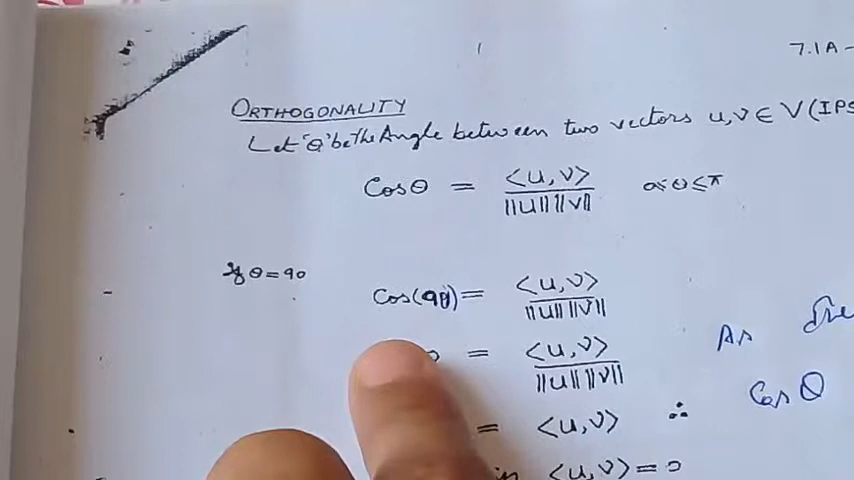 7.1A-
ORTHOGONALITY
Let 'θ' be the Angle between two vectors u, v ∈ V (IPS
Cosθ = <u, v> / ||u|| ||v|| 0≤θ≤π
If θ=90
Cos(90) = <u, v> / ||u|| ||v||
= <u, v> / ||u|| ||v||
As
= <u, v> ∴ Cos θ
<u, v> = 0